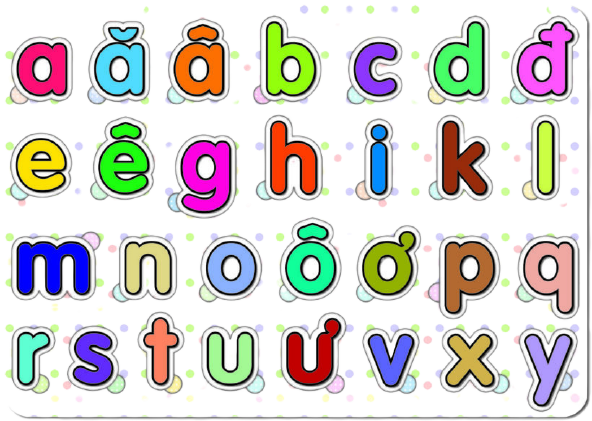 a ă â b c d đ
e ê g h i k l
m n o ô ơ p q
r s t u ư v x y